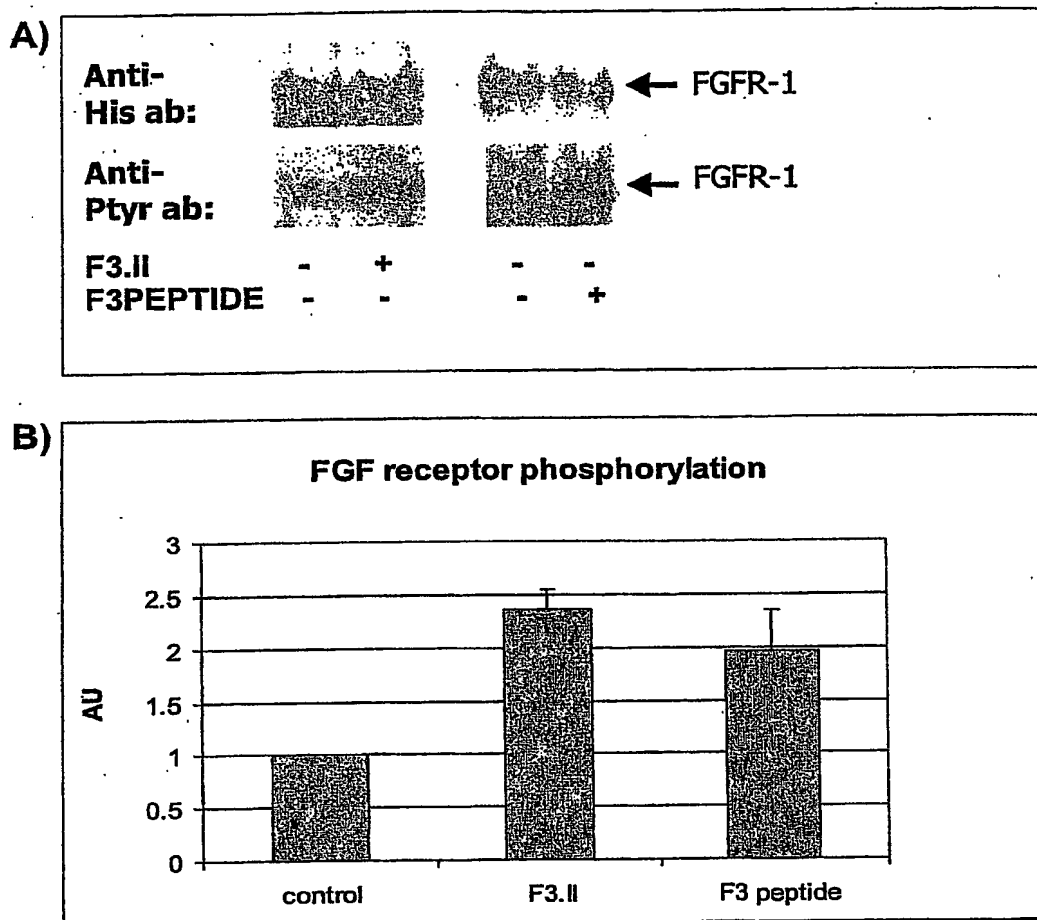 A)
Anti-
His ab:
FGFR-1
Anti-
Ptyr ab:
FGFR-1
F3.II - + - -
F3PEPTIDE - - - +
B)
FGF receptor phosphorylation
AU
3
2.5
2
1.5
1
0.5
0
control F3.II F3 peptide